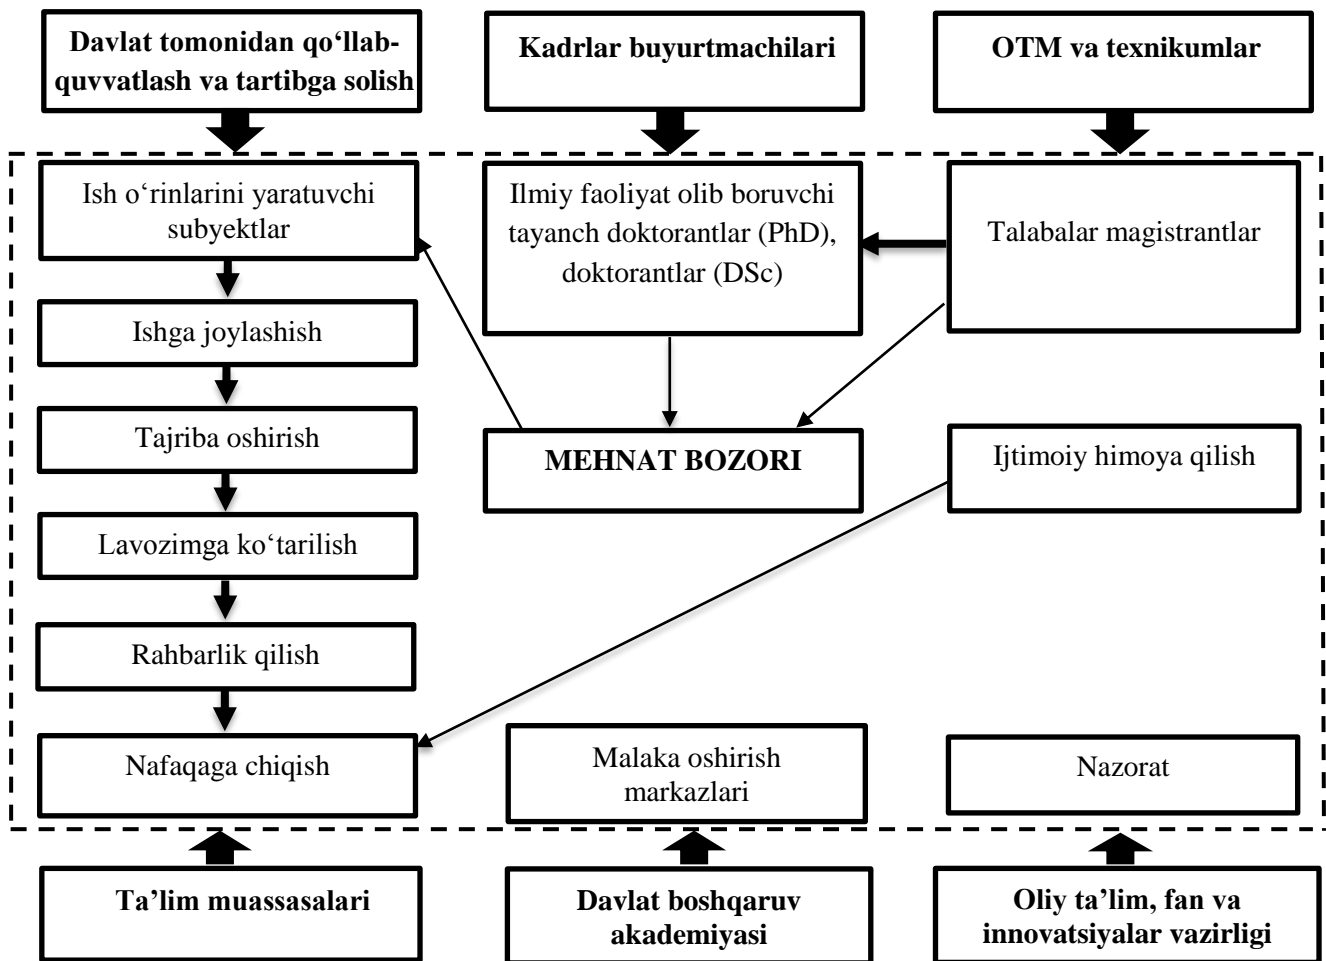 Davlat tomonidan qo‘llab-
quvvatlash va tartibga solish
Kadrlar buyurtmachilari
OTM va texnikumlar
Ish o‘rinlarini yaratuvchi
subyektlar
Ilmiy faoliyat olib boruvchi
tayanch doktorantlar (PhD),
doktorantlar (DSc)
Talabalar magistrantlar
Ishga joylashish
Tajriba oshirish
MEHNAT BOZORI
Ijtimoiy himoya qilish
Lavozimga ko‘tarilish
Rahbarlik qilish
Nafaqaga chiqish
Malaka oshirish
markazlari
Nazorat
Ta’lim muassasalari
Davlat boshqaruv
akademiyasi
Oliy ta’lim, fan va
innovatsiyalar vazirligi